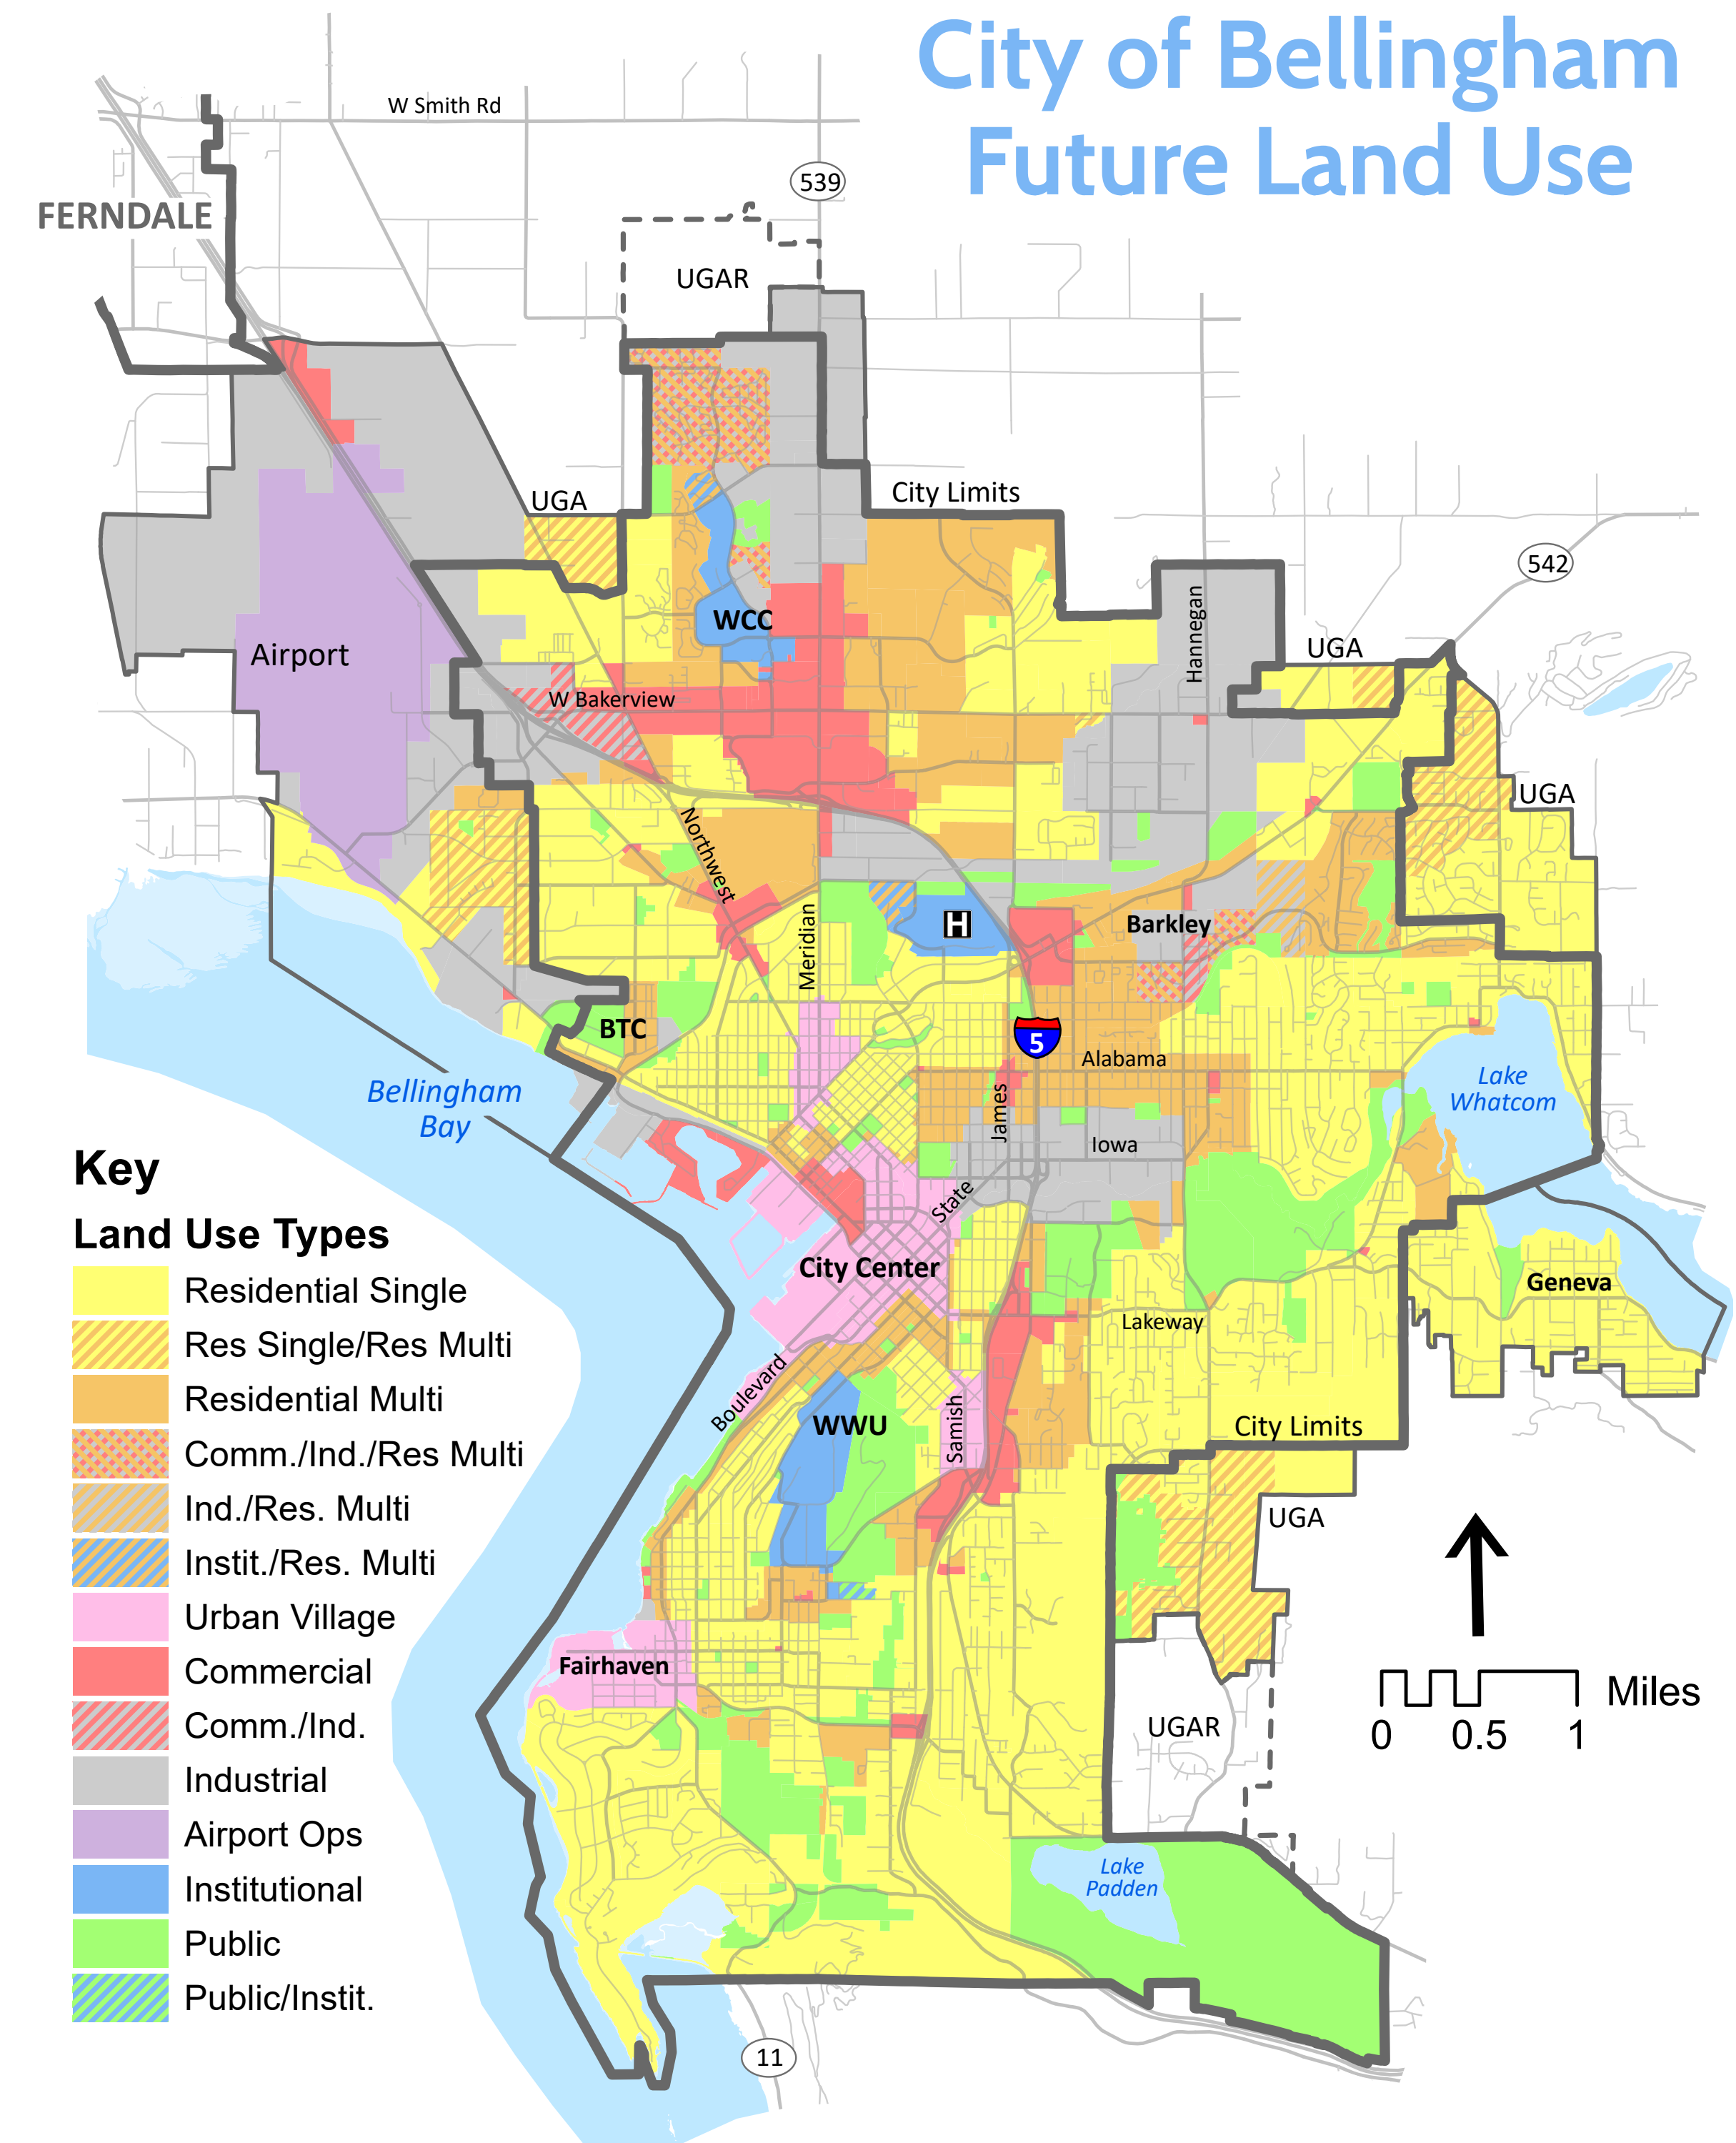 City of Bellingham
Future Land Use
W Smith Rd
539
FERNDALE
UGAR
UGA
City Limits
542
Hannegan
WCC
UGA
Airport
W Bakerview
UGA
Northwest
Meridian
H
Barkley
BTC
5
Alabama
Bellingham
Bay
Lake
Whatcom
James
Iowa
State
City Center
Geneva
Lakeway
Boulevard
WWU
Samish
City Limits
UGA
Fairhaven
UGAR
Miles
0
0.5
1
Lake
Padden
11
Key
Land Use Types
Residential Single
Res Single/Res Multi
Residential Multi
Comm./Ind./Res Multi
Ind./Res. Multi
Instit./Res. Multi
Urban Village
Commercial
Comm./Ind.
Industrial
Airport Ops
Institutional
Public
Public/Instit.